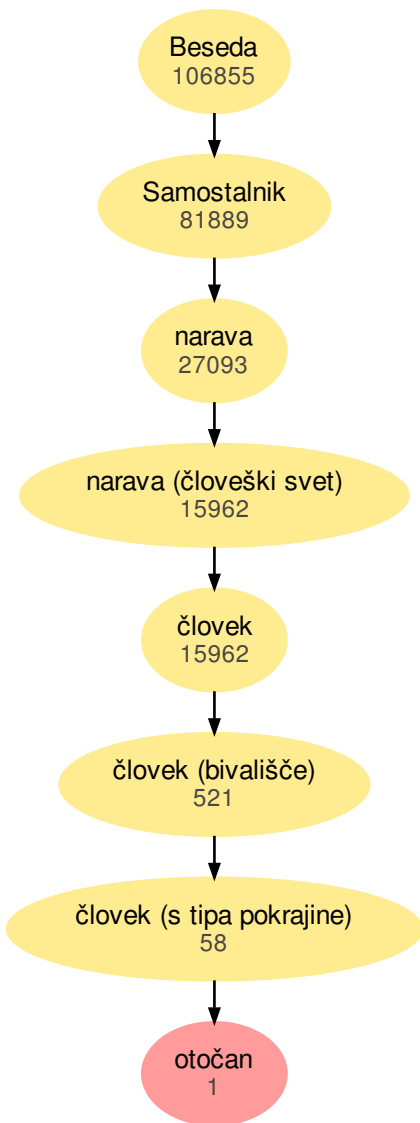 Beseda
106855
Samostalnik
81889
narava
27093
narava (človeški svet)
15962
človek
15962
človek (bivališče)
521
človek (s tipa pokrajine)
58
otočan
1